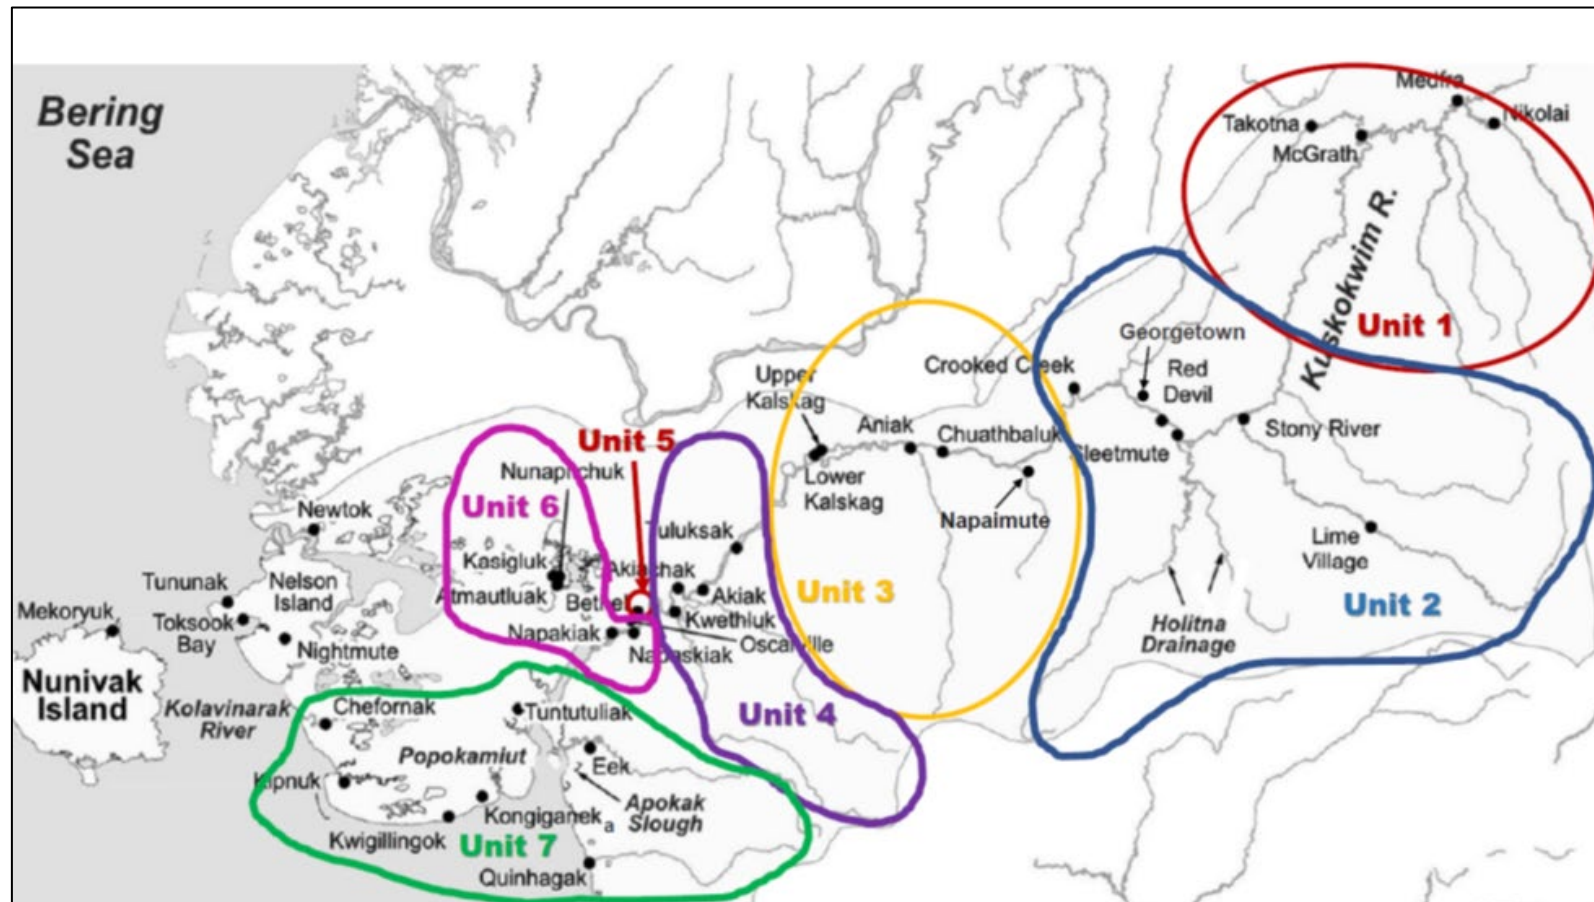 Bering
Sea
Medfra
Nikolai
Takotna
McGrath
Kuskokwim R.
Unit 1
Georgetown
Crooked Creek
Red
Devil
Upper
Kalskag
Aniak
Chuathbaluk
Stony River
Sleetmute
Unit 5
Nunapitchuk
Lower
Kalskag
Unit 6
Newtok
Napaimute
Tuluksak
Lime
Village
Kasigluk
Akiachak
Tununak
Nelson
Island
Atmautluak
Bethel
Akiak
Unit 3
Unit 2
Mekoryuk
Toksook
Bay
Kwethluk
Holitna
Drainage
Napakiak
Oscarville
Nightmute
Napaskiak
Nunivak
Island
Kolavinarak
River
Chefornak
Tuntutuliak
Unit 4
Popokamiut
Eek
Kipnuk
Apokak
Slough
Kongiganek
a
Kwigillingok
Unit 7
Quinhagak